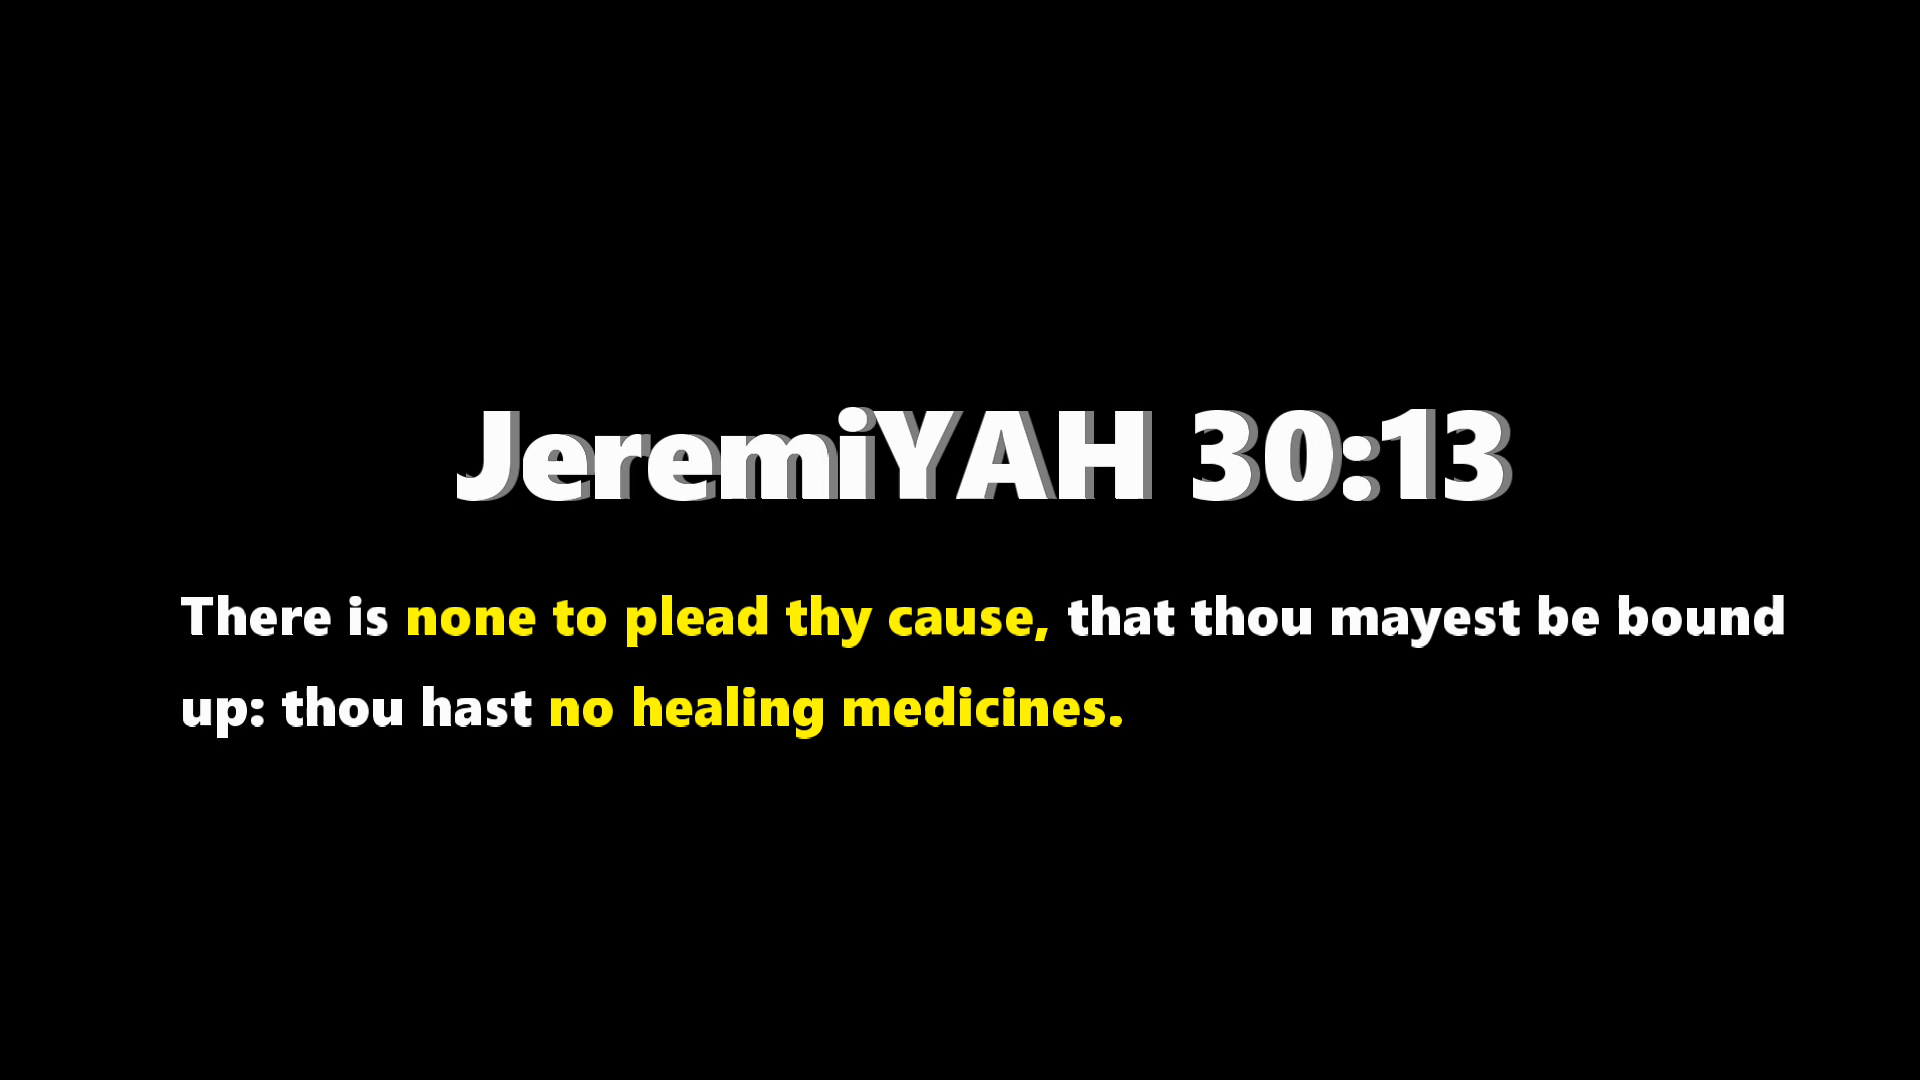 JeremiYAH 30:13
There is none to plead thy cause, that thou mayest be bound
up: thou hast no healing medicines.